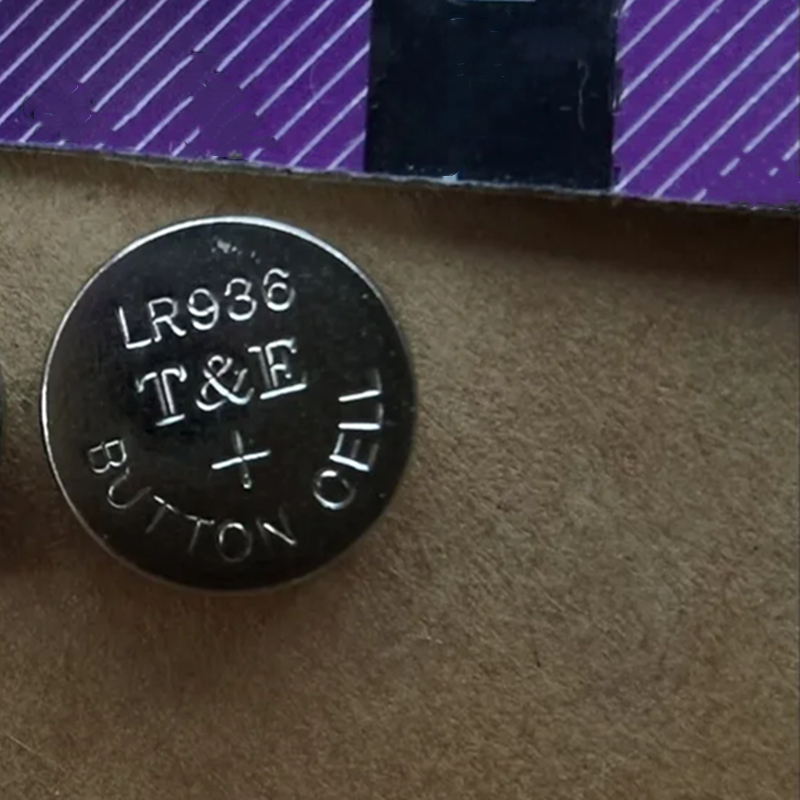 LR936
T&E
+
BUTTON CELL